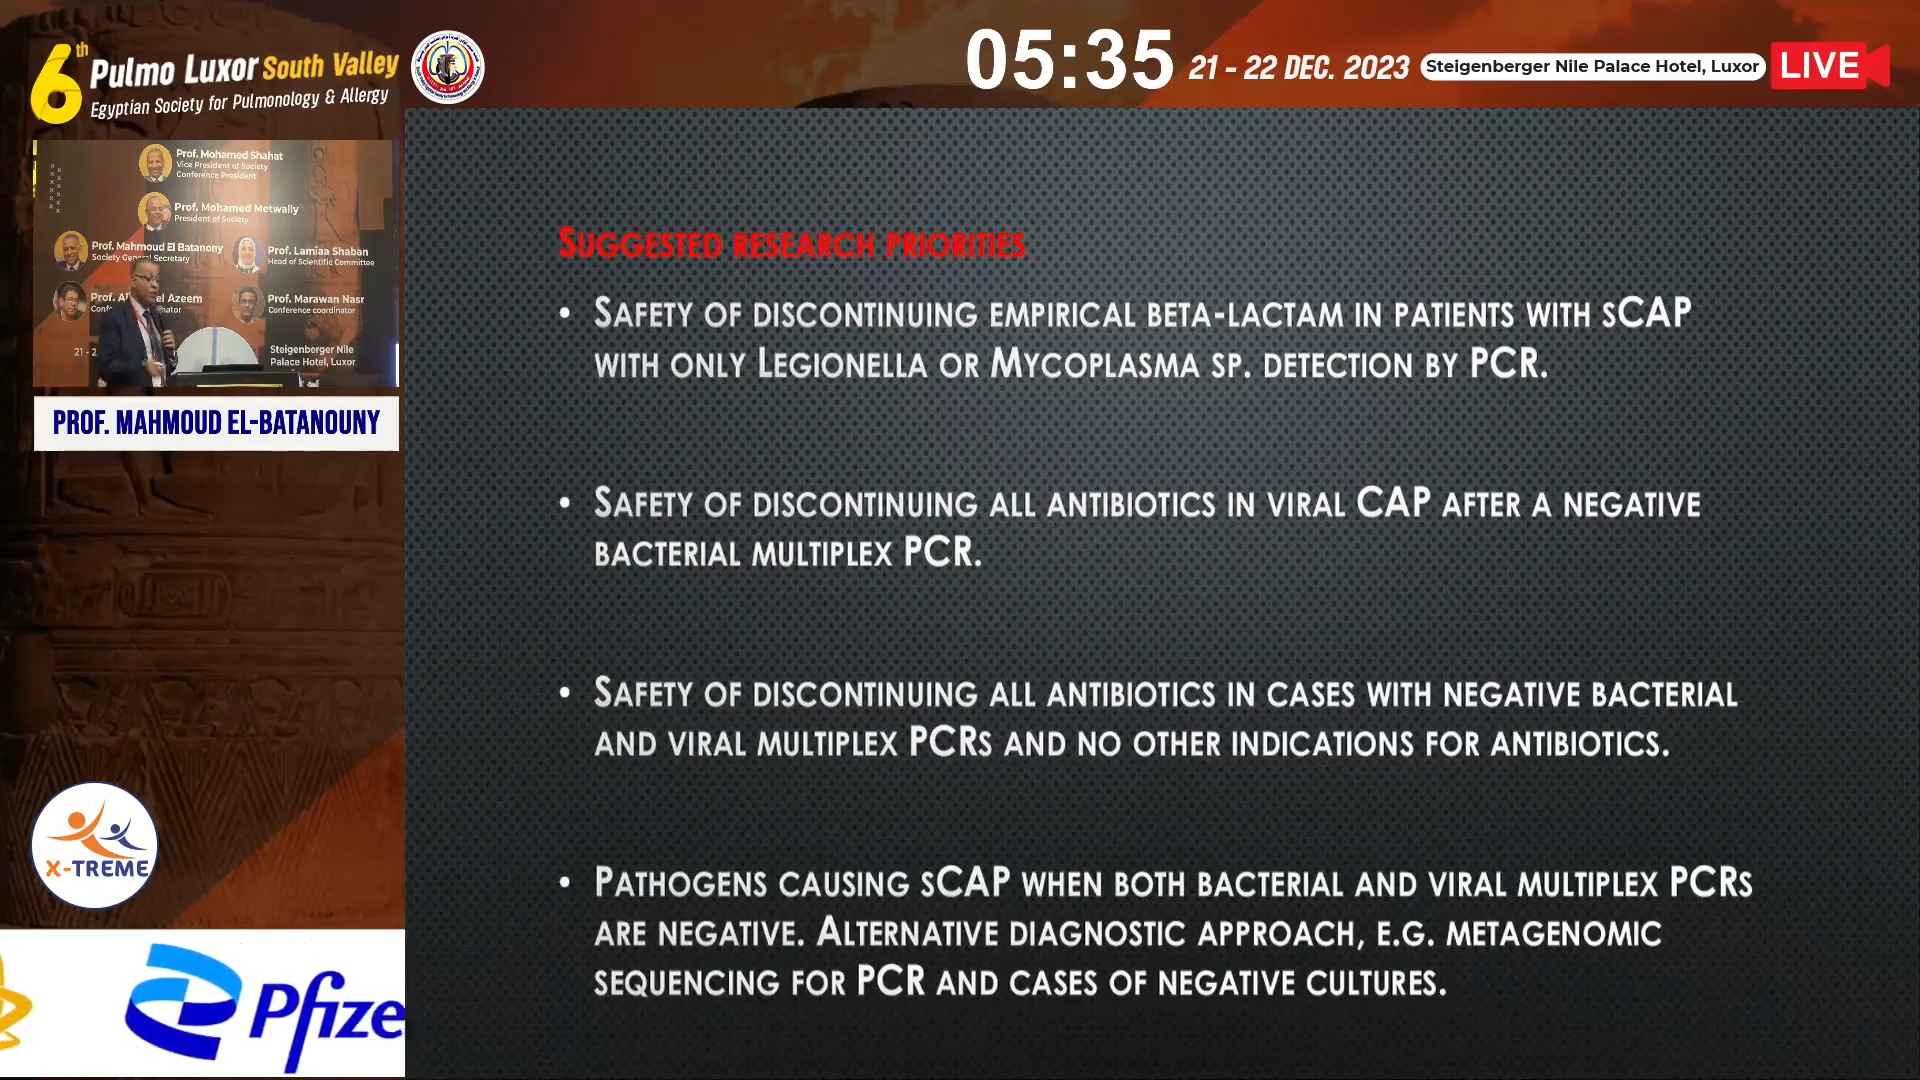 6th
Pulmo Luxor South Valley
Egyptian Society for Pulmonology & Allergy
05:35
21 - 22 DEC. 2023
Steigenberger Nile Palace Hotel, Luxor
LIVE
Prof. Mohamed Shahat
Vice President of Society
Conference President
Prof. Mohamed Metwally
President of Society
Prof. Mahmoud El Batanony
Society General Secretary
Prof. Lamiaa Shaban
Head of Scientific Committee
Prof. Al
el Azeem
Prof. Marawan Nasr
Conference coordinator
21 - 2
Steigenberger Nile
Palace Hotel, Luxor
PROF. MAHMOUD EL-BATANOUNY
SUGGESTED RESEARCH PRIORITIES
• SAFETY OF DISCONTINUING EMPIRICAL BETA-LACTAM IN PATIENTS WITH sCAP
WITH ONLY LEGIONELLA OR MYCOPLASMA SP. DETECTION BY PCR.
• SAFETY OF DISCONTINUING ALL ANTIBIOTICS IN VIRAL CAP AFTER A NEGATIVE
BACTERIAL MULTIPLEX PCR.
• SAFETY OF DISCONTINUING ALL ANTIBIOTICS IN CASES WITH NEGATIVE BACTERIAL
AND VIRAL MULTIPLEX PCRS AND NO OTHER INDICATIONS FOR ANTIBIOTICS.
• PATHOGENS CAUSING sCAP WHEN BOTH BACTERIAL AND VIRAL MULTIPLEX PCRS
ARE NEGATIVE. ALTERNATIVE DIAGNOSTIC APPROACH, E.G. METAGENOMIC
SEQUENCING FOR PCR AND CASES OF NEGATIVE CULTURES.
X-TREME
Pfize